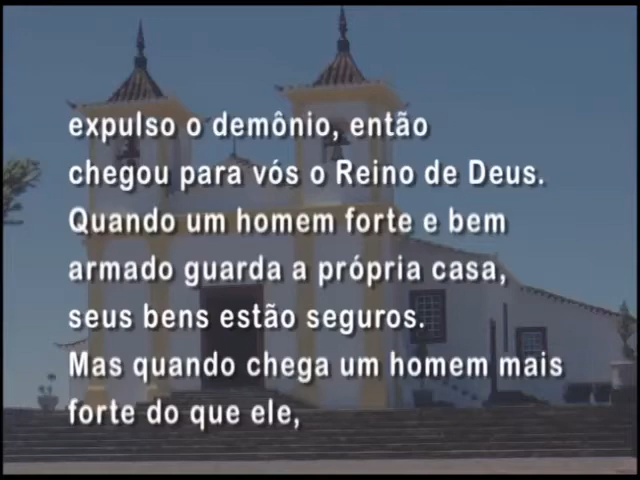 expulso o demônio, então
chegou para vós o Reino de Deus.
Quando um homem forte e bem
armado guarda a própria casa,
seus bens estão seguros.
Mas quando chega um homem mais
forte do que ele,